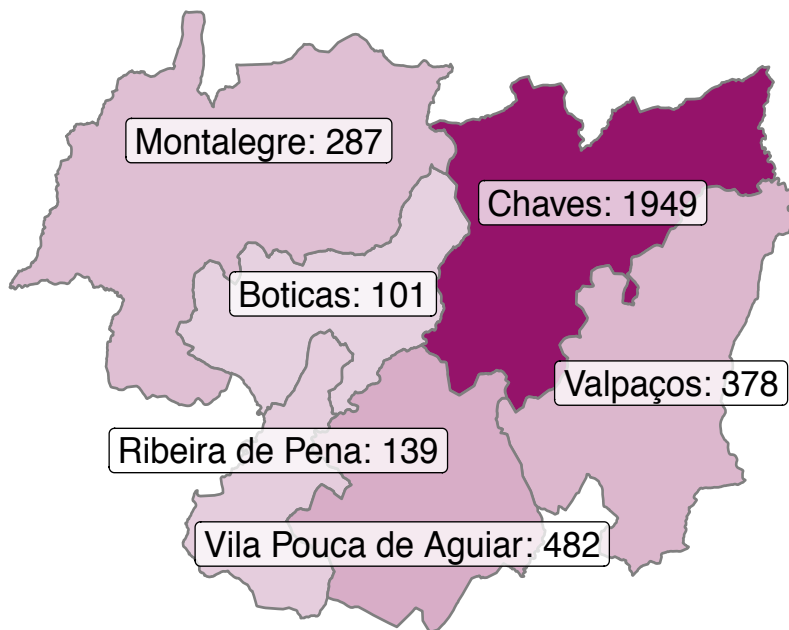 Montalegre: 287
Chaves: 1949
Boticas: 101
Valpaços: 378
Ribeira de Pena: 139
Vila Pouca de Aguiar: 482